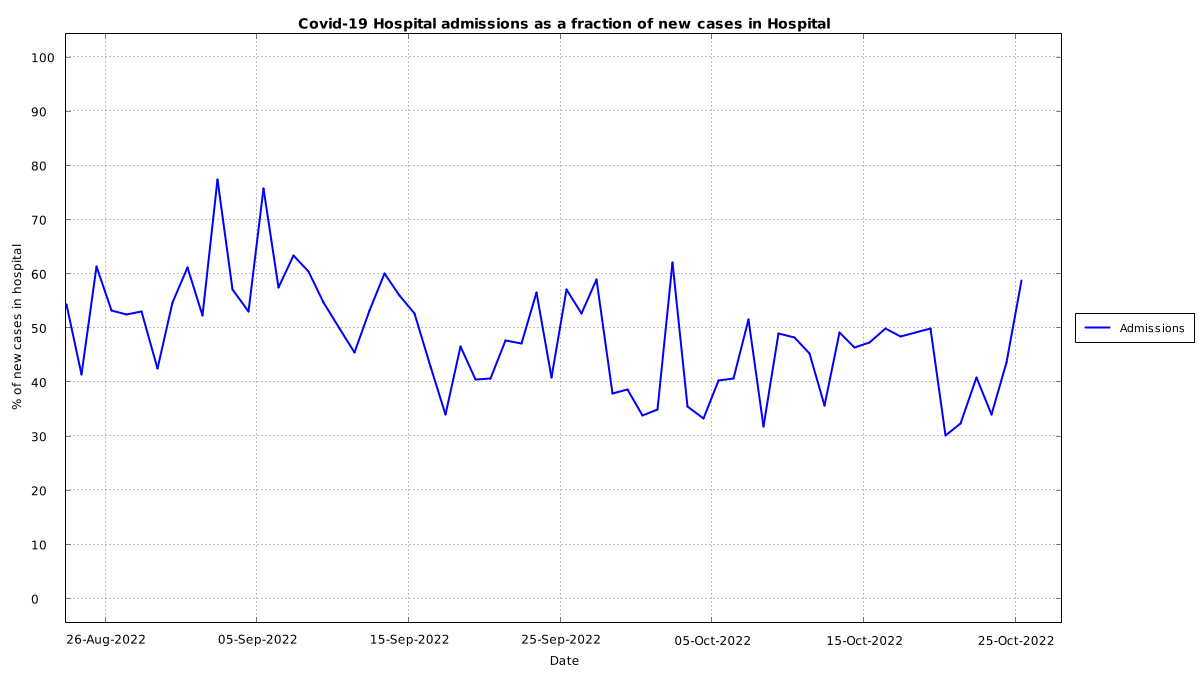 Covid-19 Hospital admissions as a fraction of new cases in Hospital
100
90
80
70
60
50
40
30
20
10
0
% of new cases in hospital
26-Aug-2022 05-Sep-2022 15-Sep-2022 25-Sep-2022 05-Oct-2022 15-Oct-2022 25-Oct-2022
Date
Admissions